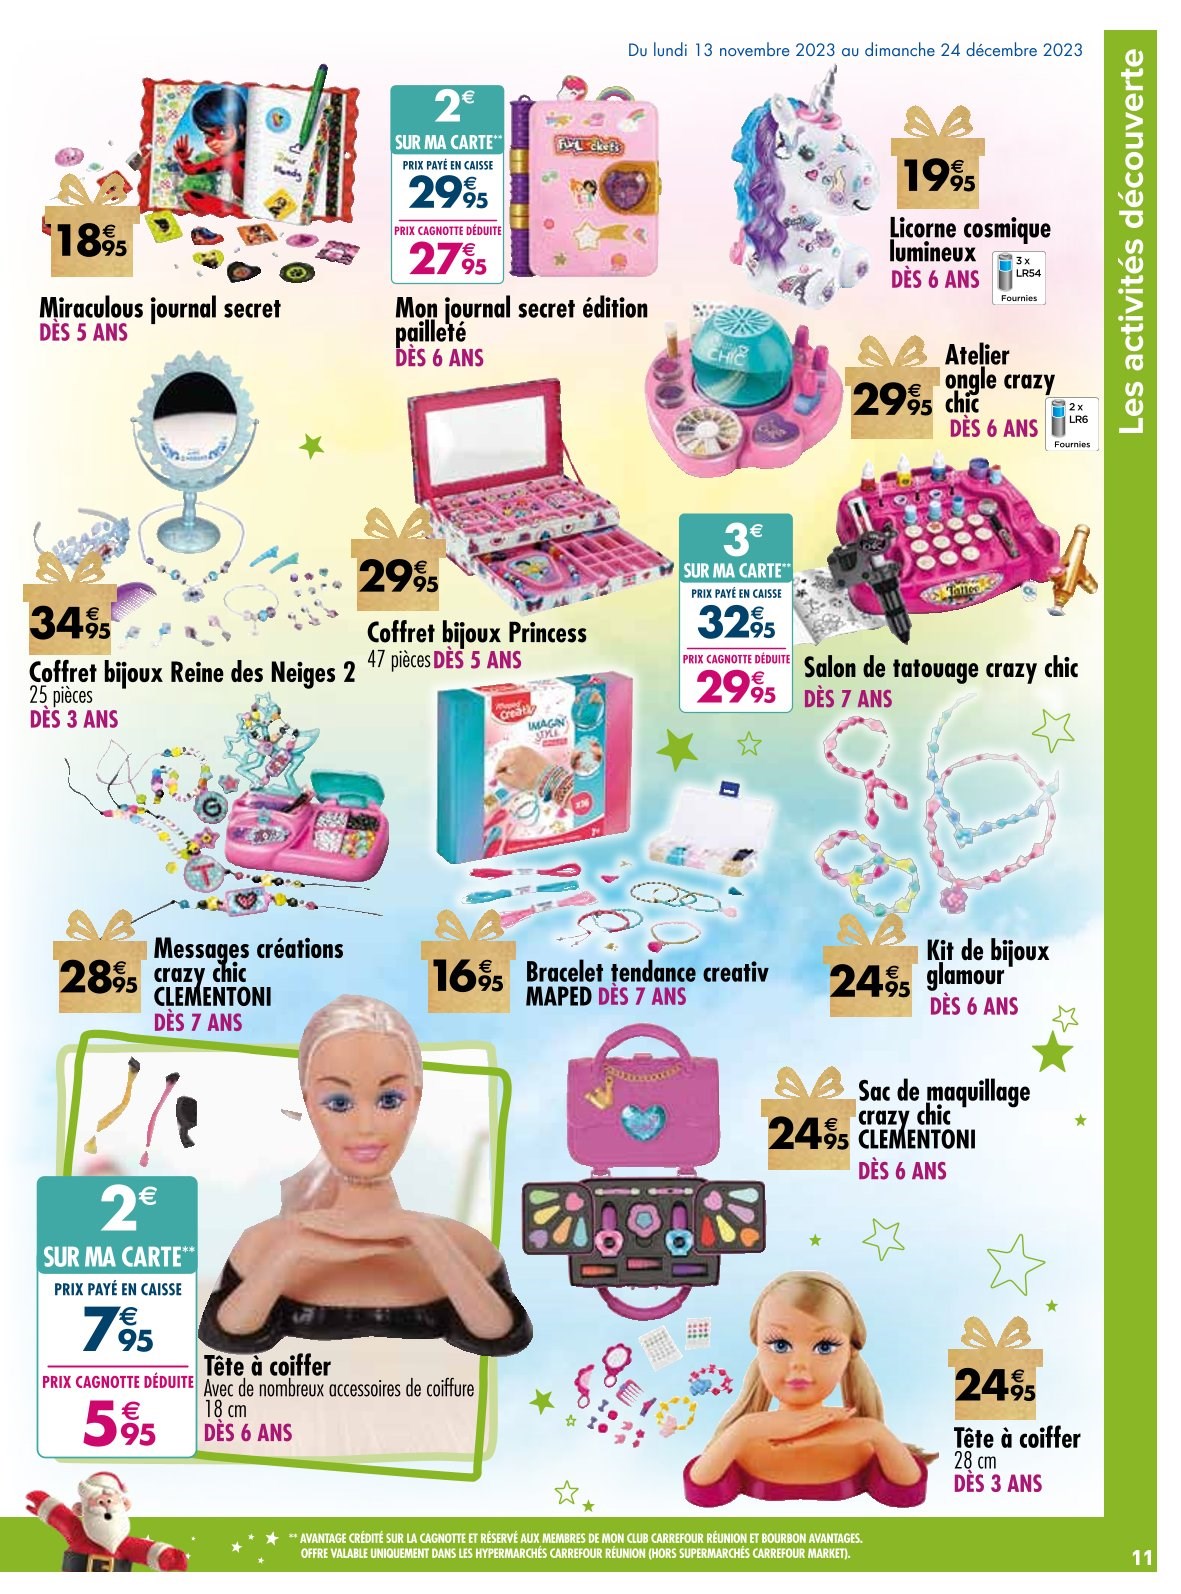 Du lundi 13 novembre 2023 au dimanche 24 décembre 2023
Les activités découverte
18€95
Miraculous journal secret
DÈS 5 ANS
2€
SUR MA CARTE**
PRIX PAYÉ EN CAISSE
29€95
PRIX CAGNOTTE DÉDUITE
27€95
Mon journal secret édition
pailleté
DÈS 6 ANS
19€95
Licorne cosmique
lumineux
DÈS 6 ANS
3 x
LR54
Fournies
CHIC
29€95
Atelier
ongle crazy
chic
DÈS 6 ANS
2 x
LR6
Fournies
34€95
Coffret bijoux Reine des Neiges 2
25 pièces
DÈS 3 ANS
29€95
Coffret bijoux Princess
47 pièces DÈS 5 ANS
3€
SUR MA CARTE**
PRIX PAYÉ EN CAISSE
32€95
PRIX CAGNOTTE DÉDUITE
29€95
Tattoo
Salon de tatouage crazy chic
DÈS 7 ANS
28€95
Messages créations
crazy chic
CLEMENTONI
DÈS 7 ANS
Maped
Creativ
IMAGIN'
STYLE
16€95
Bracelet tendance creativ
MAPED DÈS 7 ANS
24€95
Kit de bijoux
glamour
DÈS 6 ANS
2€
SUR MA CARTE**
PRIX PAYÉ EN CAISSE
7€95
PRIX CAGNOTTE DÉDUITE
5€95
Tête à coiffer
Avec de nombreux accessoires de coiffure
18 cm
DÈS 6 ANS
24€95
Sac de maquillage
crazy chic
CLEMENTONI
DÈS 6 ANS
24€95
Tête à coiffer
28 cm
DÈS 3 ANS
** AVANTAGE CRÉDITÉ SUR LA CAGNOTTE ET RÉSERVÉ AUX MEMBRES DE MON CLUB CARREFOUR RÉUNION ET BOURBON AVANTAGES.
OFFRE VALABLE UNIQUEMENT DANS LES HYPERMARCHÉS CARREFOUR RÉUNION (HORS SUPERMARCHÉS CARREFOUR MARKET).
11